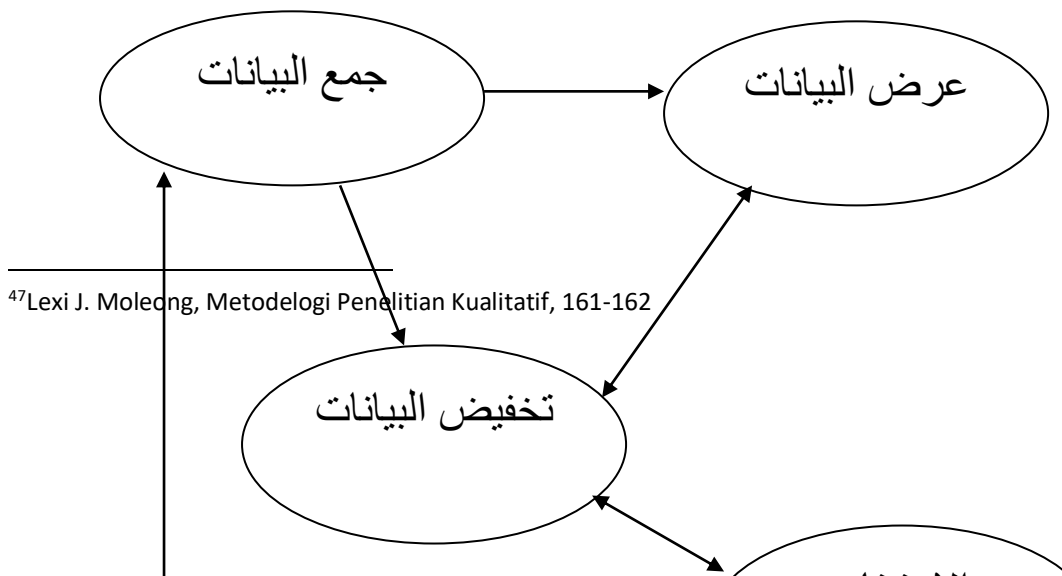 جمع البيانات
عرض البيانات
⁴⁷Lexi J. Moleong, Metodelogi Penelitian Kualitatif, 161-162
تخفيض البيانات